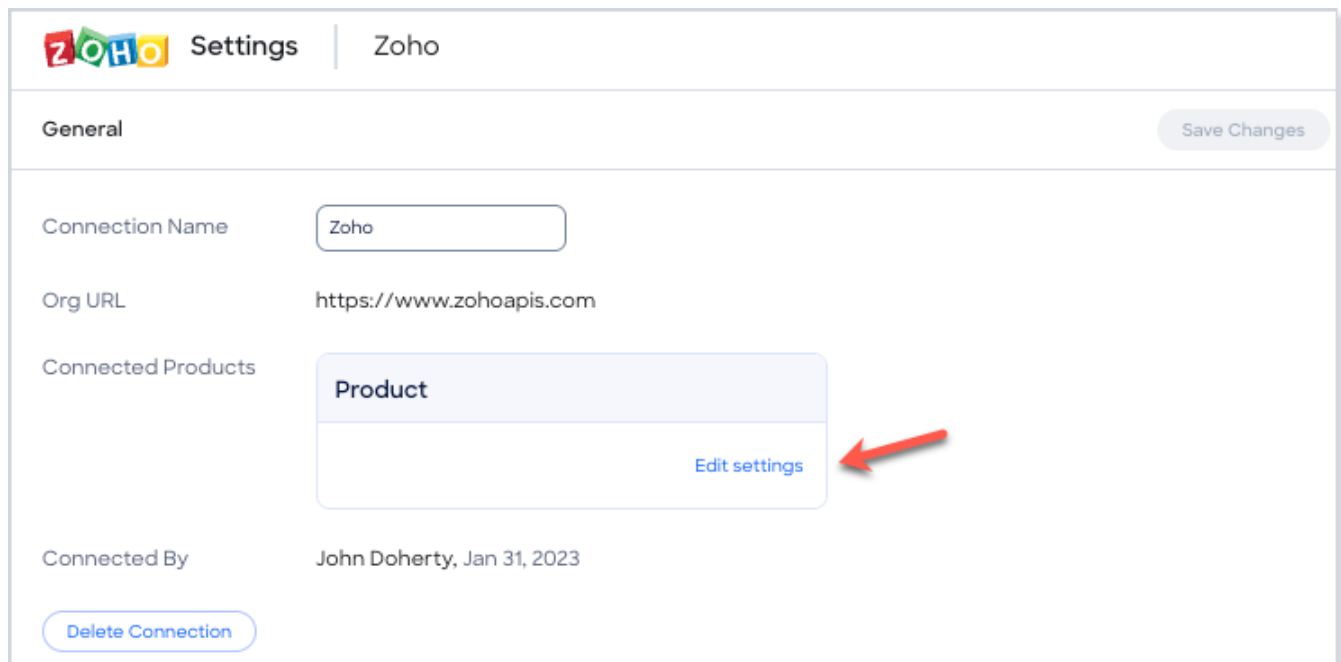 ZOHO Settings Zoho
General Save Changes
Connection Name Zoho
Org URL https://www.zohoapis.com
Connected Products
Product
Edit settings
Connected By John Doherty, Jan 31, 2023
Delete Connection